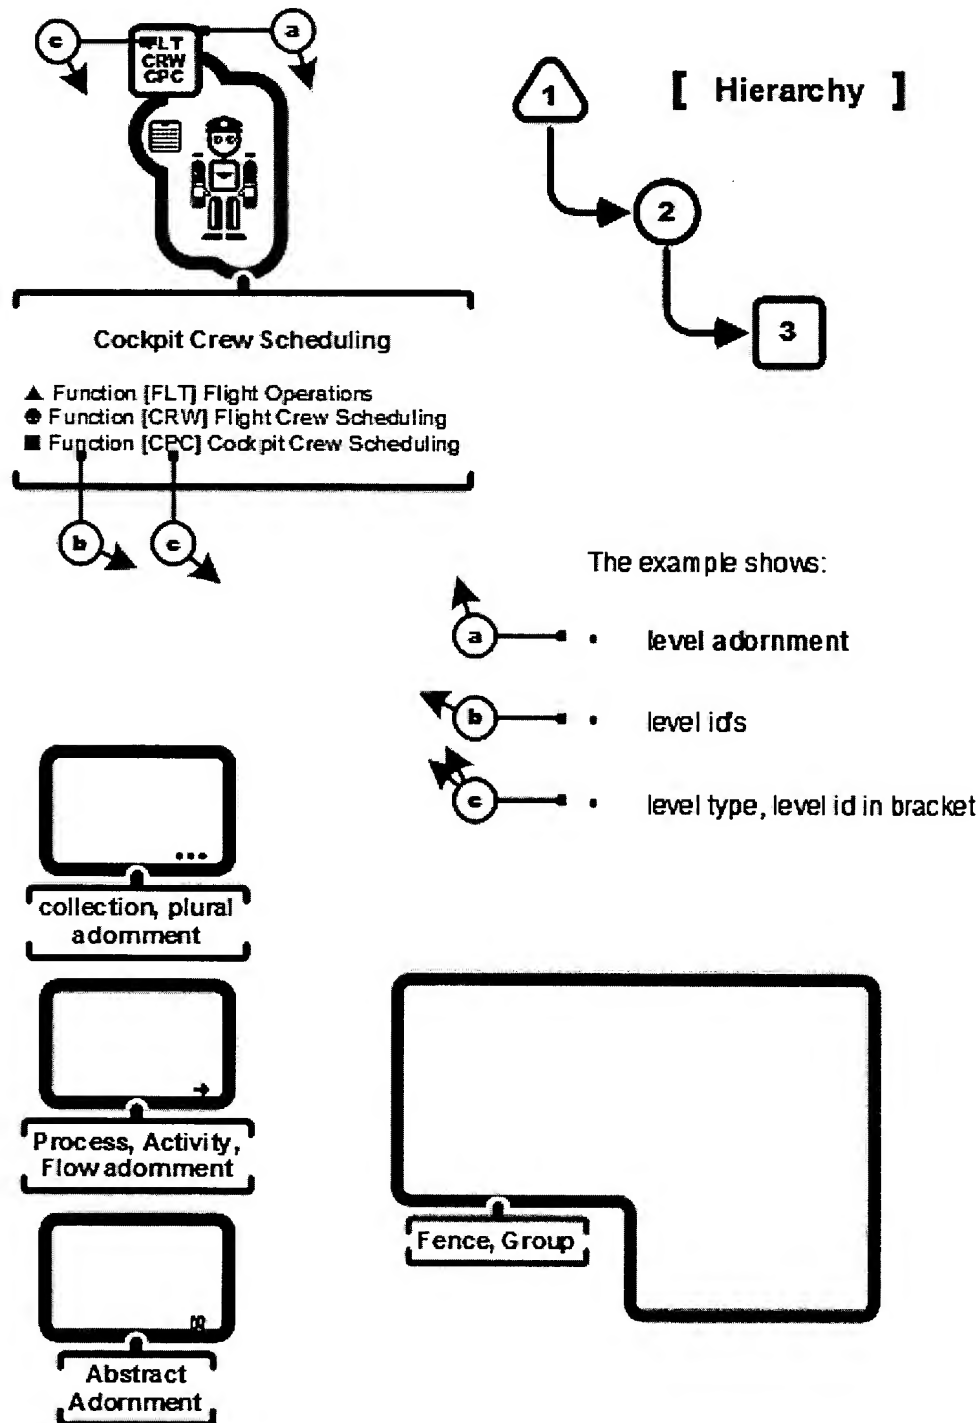 c
FLT
CRW
CPC
a
1
[ Hierarchy ]
2
3
Cockpit Crew Scheduling
▲ Function [FLT] Flight Operations
● Function [CRW] Flight Crew Scheduling
■ Function [CPC] Cockpit Crew Scheduling
b
c
The example shows:
a
• level adornment
b
• level id's
c
• level type, level id in bracket
collection, plural
adornment
Process, Activity,
Flow adornment
Fence, Group
Abstract
Adornment